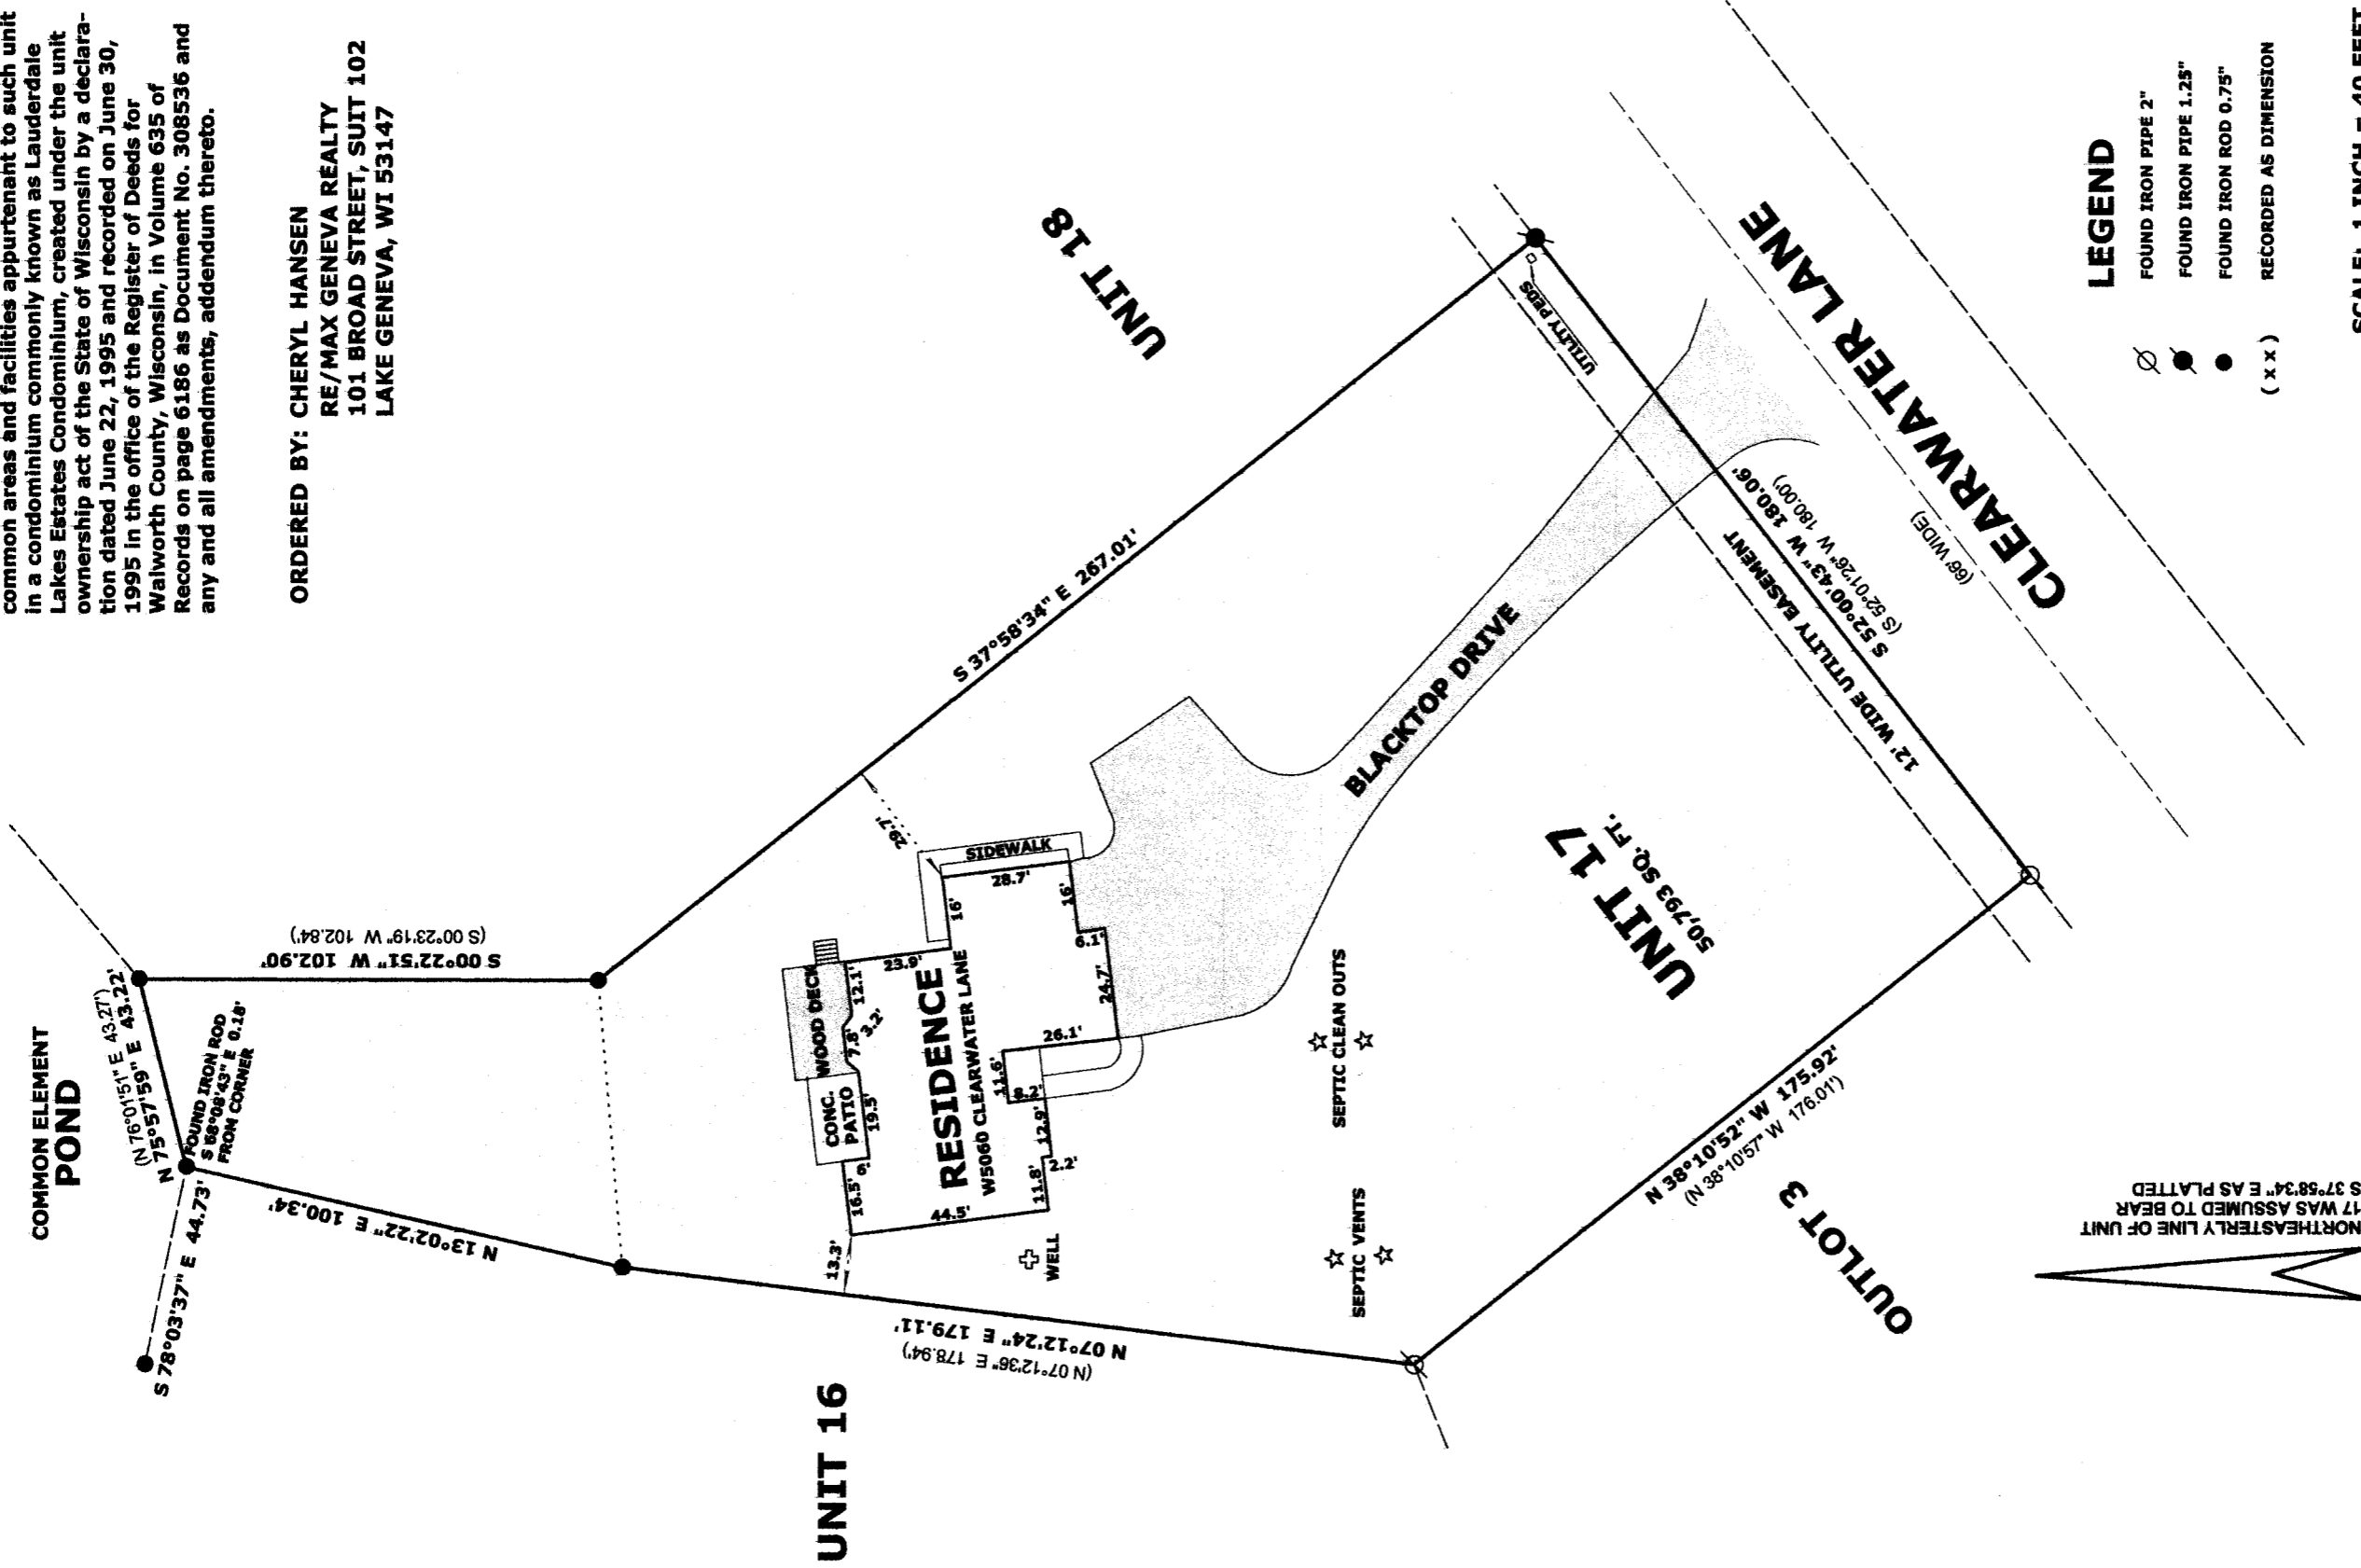 common areas and facilities appurtenant to such unit
in a condominium commonly known as Lauderdale
Lakes Estates Condominium, created under the unit
ownership act of the State of Wisconsin by a declara-
tion dated June 22, 1995 and recorded on June 30,
1995 in the office of the Register of Deeds for
Walworth County, Wisconsin, in Volume 635 of
Records on page 6186 as Document No. 308536 and
any and all amendments, addendum thereto.
ORDERED BY: CHERYL HANSEN
RE/MAX GENEVA REALTY
101 BROAD STREET, SUIT 102
LAKE GENEVA, WI 53147
COMMON ELEMENT
POND
(N 76°01'51" E 43.27')
N 75°57'59" E 43.22'
FOUND IRON ROD
S 68°08'43" E 0.18'
FROM CORNER
S 78°03'37" E 44.73'
N 13°02'22" E 100.34'
(S 00°23'19" W 102.84')
S 00°22'51" W 102.90'
UNIT 18
S 37°58'34" E 267.01'
29.7'
SIDEWALK
28.7'
16'
16'
6.1'
WOOD DECK
23.9'
12.1'
3.2'
7.8'
CONC.
PATIO
19.5'
6'
16.5'
RESIDENCE
W5060 CLEARWATER LANE
24.7'
26.1'
11.6'
8.2'
12.9'
2.2'
11.8'
44.5'
13.3'
WELL
BLACKTOP DRIVE
UTILITY PEDS
12' WIDE UTILITY EASEMENT
S 52°00'43" W 180.06'
(S 52°01'26" W 180.00')
(66' WIDE)
CLEARWATER LANE
UNIT 17
50,793 SQ. FT.
SEPTIC CLEAN OUTS
SEPTIC VENTS
UNIT 16
N 07°12'24" E 179.11'
(N 07°12'36" E 178.94')
N 38°10'52" W 175.92'
(N 38°10'57" W 176.01')
OUTLOT 3
NORTHEASTERLY LINE OF UNIT
17 WAS ASSUMED TO BEAR
S 37°58'34" E AS PLATTED
LEGEND
FOUND IRON PIPE 2"
FOUND IRON PIPE 1.25"
FOUND IRON ROD 0.75"
( x x ) RECORDED AS DIMENSION
SCALE: 1 INCH = 40 FEET